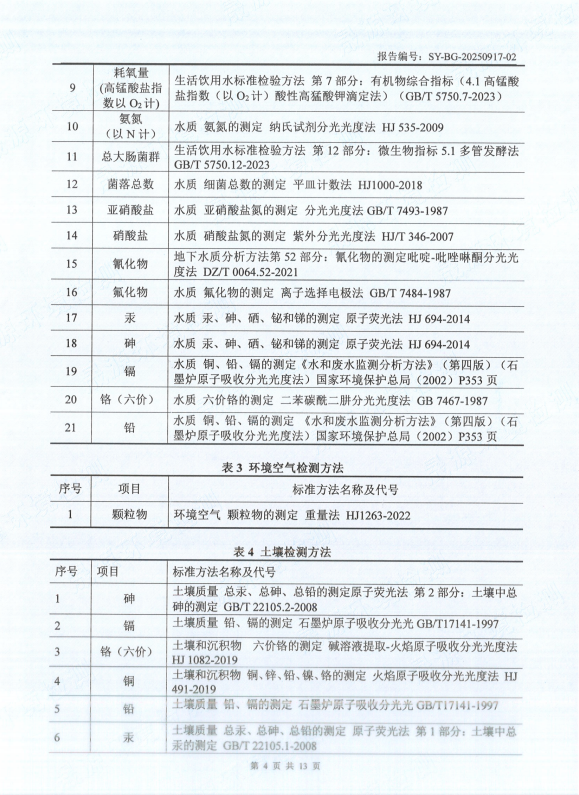 报告编号：SY-BG-20250917-02
9
耗氧量
(高锰酸盐指
数以 O₂计)
生活饮用水标准检验方法 第 7 部分：有机物综合指标（4.1 高锰酸
盐指数（以 O₂计）酸性高锰酸钾滴定法）（GB/T 5750.7-2023）
10
氨氮
（以 N 计）
水质 氨氮的测定 纳氏试剂分光光度法 HJ 535-2009
11
总大肠菌群
生活饮用水标准检验方法 第 12 部分：微生物指标 5.1 多管发酵法
GB/T 5750.12-2023
12
菌落总数
水质 细菌总数的测定 平皿计数法 HJ1000-2018
13
亚硝酸盐
水质 亚硝酸盐氮的测定 分光光度法 GB/T 7493-1987
14
硝酸盐
水质 硝酸盐氮的测定 紫外分光光度法 HJ/T 346-2007
15
氰化物
地下水质分析方法第 52 部分：氰化物的测定吡啶-吡唑啉酮分光光
度法 DZ/T 0064.52-2021
16
氟化物
水质 氟化物的测定 离子选择电极法 GB/T 7484-1987
17
汞
水质 汞、砷、硒、铋和锑的测定 原子荧光法 HJ 694-2014
18
砷
水质 汞、砷、硒、铋和锑的测定 原子荧光法 HJ 694-2014
19
镉
水质 铜、铅、镉的测定《水和废水监测分析方法》（第四版）（石
墨炉原子吸收分光光度法）国家环境保护总局（2002）P353 页
20
铬（六价）
水质 六价铬的测定 二苯碳酰二肼分光光度法 GB 7467-1987
21
铅
水质 铜、铅、镉的测定 《水和废水监测分析方法》（第四版）（石
墨炉原子吸收分光光度法）国家环境保护总局（2002）P353 页
表 3 环境空气检测方法
序号
项目
标准方法名称及代号
1
颗粒物
环境空气 颗粒物的测定 重量法 HJ1263-2022
表 4 土壤检测方法
序号
项目
标准方法名称及代号
1
砷
土壤质量 总汞、总砷、总铅的测定原子荧光法 第 2 部分：土壤中总
砷的测定 GB/T 22105.2-2008
2
镉
土壤质量 铅、镉的测定 石墨炉原子吸收分光光 GB/T17141-1997
3
铬（六价）
土壤和沉积物 六价铬的测定 碱溶液提取-火焰原子吸收分光光度法
HJ 1082-2019
4
铜
土壤和沉积物 铜、锌、铅、镍、铬的测定 火焰原子吸收分光光度法 HJ
491-2019
5
铅
土壤质量 铅、镉的测定 石墨炉原子吸收分光光 GB/T17141-1997
6
汞
土壤质量 总汞、总砷、总铅的测定 原子荧光法 第 1 部分：土壤中总
汞的测定 GB/T 22105.1-2008
第 4 页 共 13 页